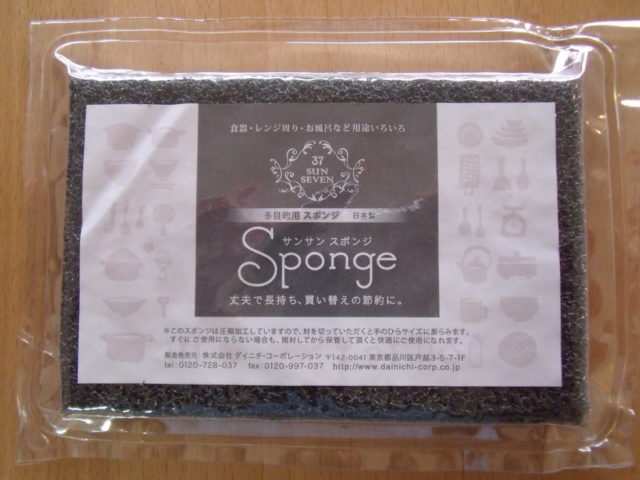 食器・レンジ周り・お風呂など用途いろいろ
37
SUN
SEVEN
多目的用 スポンジ 日本製
サンサン スポンジ
Sponge
丈夫で長持ち、買い替えの節約に。
※このスポンジは圧縮加工していますので、封を切っていただくと手のひらサイズに膨らみます。
すぐにご使用にならない場合も、開封してから保管して頂くと快適にご使用になれます。
製造発売元：株式会社 ダイニチ・コーポレーション 〒142-0041 東京都品川区戸越3-5-7-1F
tel：0120-728-037 fax：0120-997-037 http://www.dainichi-corp.co.jp